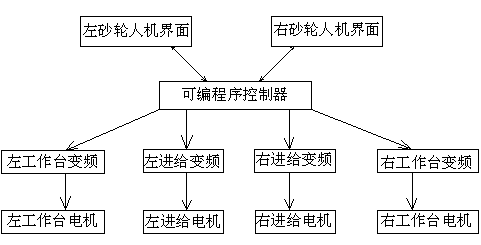 左砂轮人机界面
右砂轮人机界面
可编程序控制器
左工作台变频
左进给变频
右进给变频
右工作台变频
左工作台电机
左进给电机
右进给电机
右工作台电机